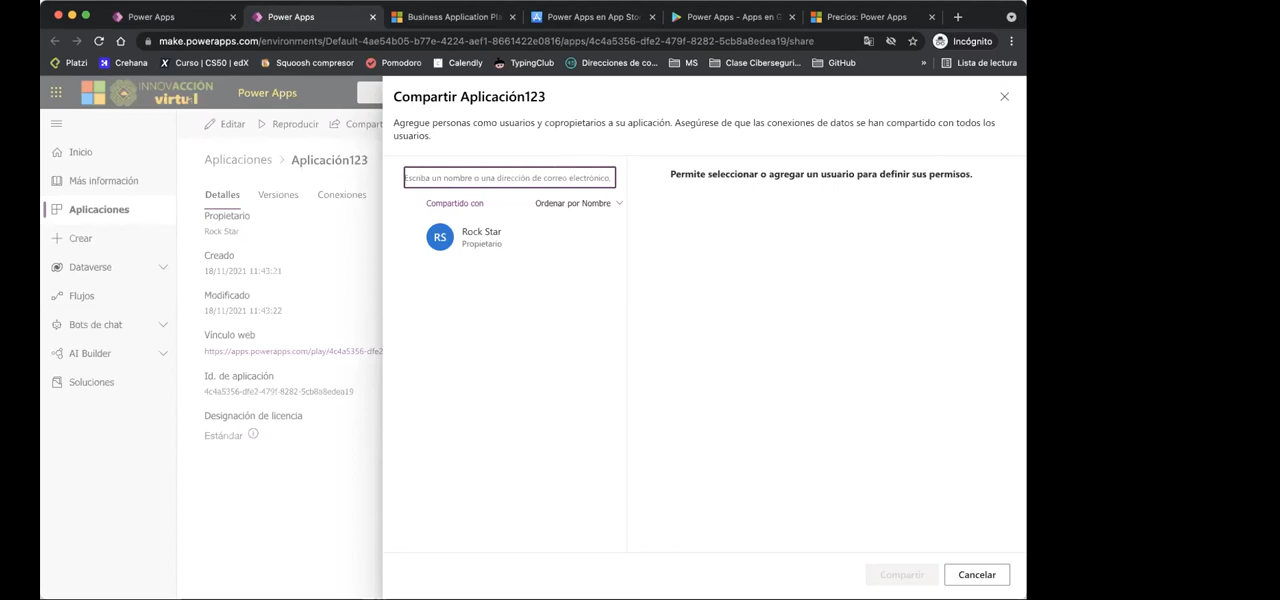 Power Apps
Power Apps
Business Application Pla
Power Apps en App Sto
Power Apps - Apps en G
Precios: Power Apps
make.powerapps.com/environments/Default-4ae54b05-b77e-4224-aef1-8661422e0816/apps/4c4a5356-dfe2-479f-8282-5cb8a8edea19/share
Incógnito
Platzi
Crehana
Curso | CS50 | edX
Squoosh compresor
Pomodoro
Calendly
TypingClub
Direcciones de co...
MS
Clase Ciberseguri...
GitHub
»
Lista de lectura
INNOVACCIÓN
virtual
Power Apps
Inicio
Más información
Aplicaciones
Crear
Dataverse
Flujos
Bots de chat
AI Builder
Soluciones
Editar
Reproducir
Compart
Aplicaciones > Aplicación123
Detalles
Versiones
Conexiones
Propietario
Rock Star
Creado
18/11/2021 11:43:21
Modificado
18/11/2021 11:43:22
Vínculo web
https://apps.powerapps.com/play/4c4a5356-dfe2
Id. de aplicación
4c4a5356-dfe2-479f-8282-5cb8a8edea19
Designación de licencia
Estándar
Compartir Aplicación123
Agregue personas como usuarios y copropietarios a su aplicación. Asegúrese de que las conexiones de datos se han compartido con todos los
usuarios.
Escriba un nombre o una dirección de correo electrónico,
Compartido con
Ordenar por Nombre
RS
Rock Star
Propietario
Permite seleccionar o agregar un usuario para definir sus permisos.
Compartir
Cancelar